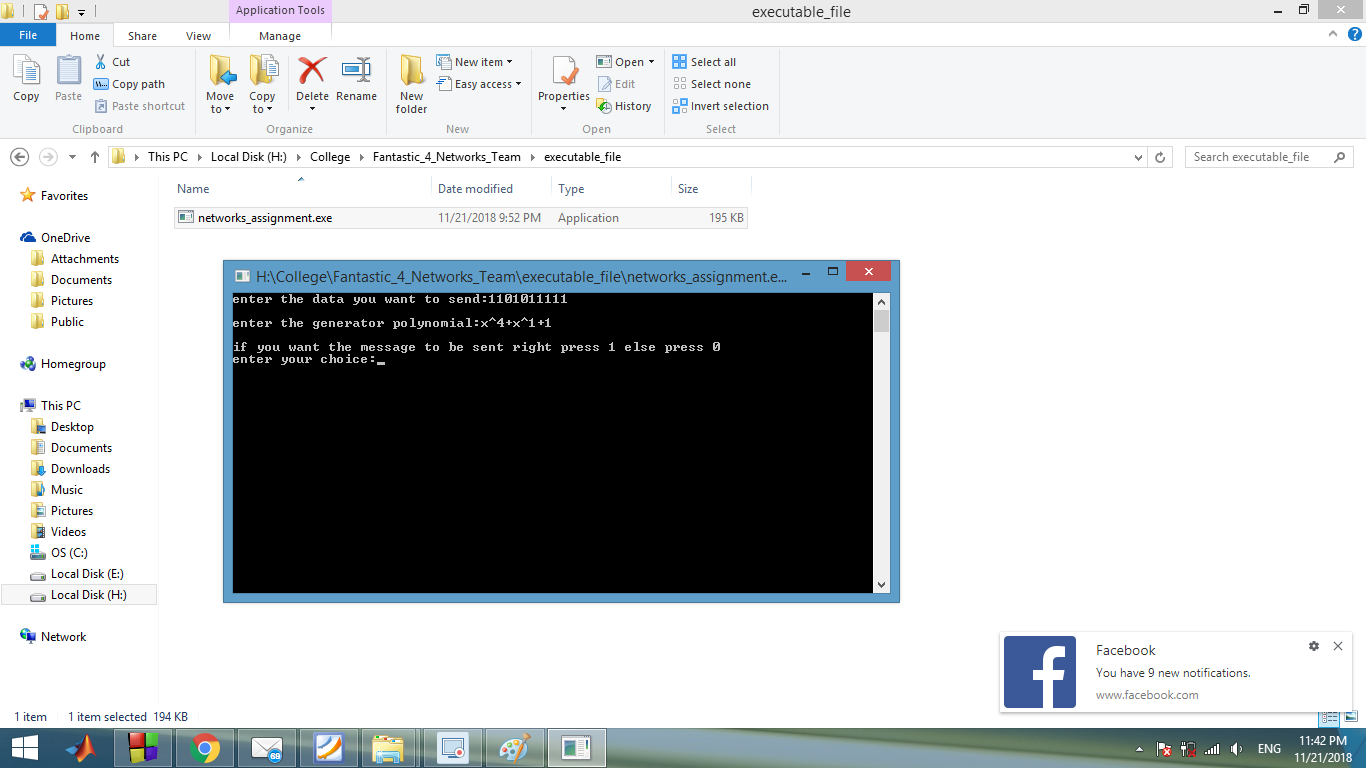 Application Tools
executable_file
File
Home
Share
View
Manage
Copy
Paste
Cut
Copy path
Paste shortcut
Clipboard
Move to
Copy to
Delete
Rename
Organize
New folder
New item
Easy access
New
Properties
Open
Edit
History
Open
Select all
Select none
Invert selection
Select
This PC
Local Disk (H:)
College
Fantastic_4_Networks_Team
executable_file
Search executable_file
Name
Date modified
Type
Size
networks_assignment.exe
11/21/2018 9:52 PM
Application
195 KB
Favorites
OneDrive
Attachments
Documents
Pictures
Public
Homegroup
This PC
Desktop
Documents
Downloads
Music
Pictures
Videos
OS (C:)
Local Disk (E:)
Local Disk (H:)
Network
H:\College\Fantastic_4_Networks_Team\executable_file\networks_assignment.e...
enter the data you want to send:1101011111
enter the generator polynomial:x^4+x^1+1
if you want the message to be sent right press 1 else press 0
enter your choice:_
Facebook
You have 9 new notifications.
www.facebook.com
1 item
1 item selected 194 KB
ENG
11:42 PM
11/21/2018